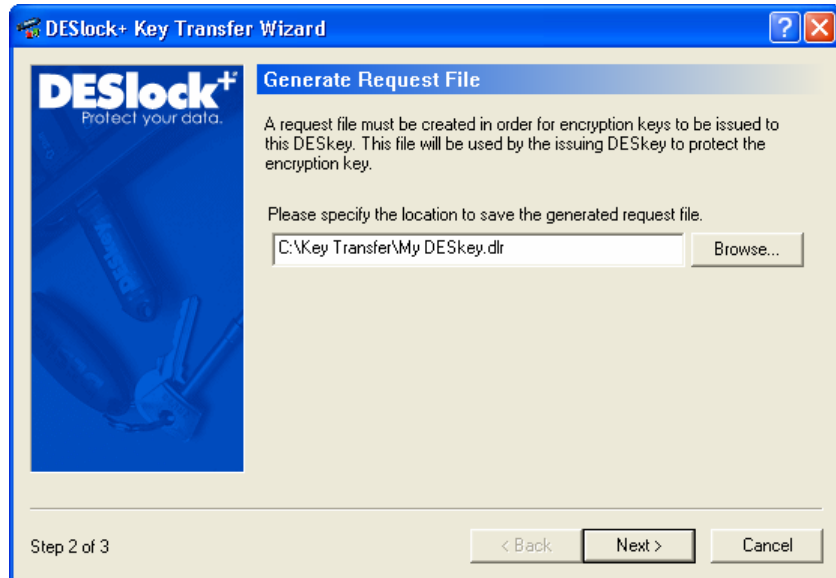 DESlock+ Key Transfer Wizard
DESlock+
Protect your data.
Generate Request File
A request file must be created in order for encryption keys to be issued to
this DESkey. This file will be used by the issuing DESkey to protect the
encryption key.
Please specify the location to save the generated request file.
C:\Key Transfer\My DESkey.dlr
Browse...
DESkey
Step 2 of 3
< Back
Next >
Cancel